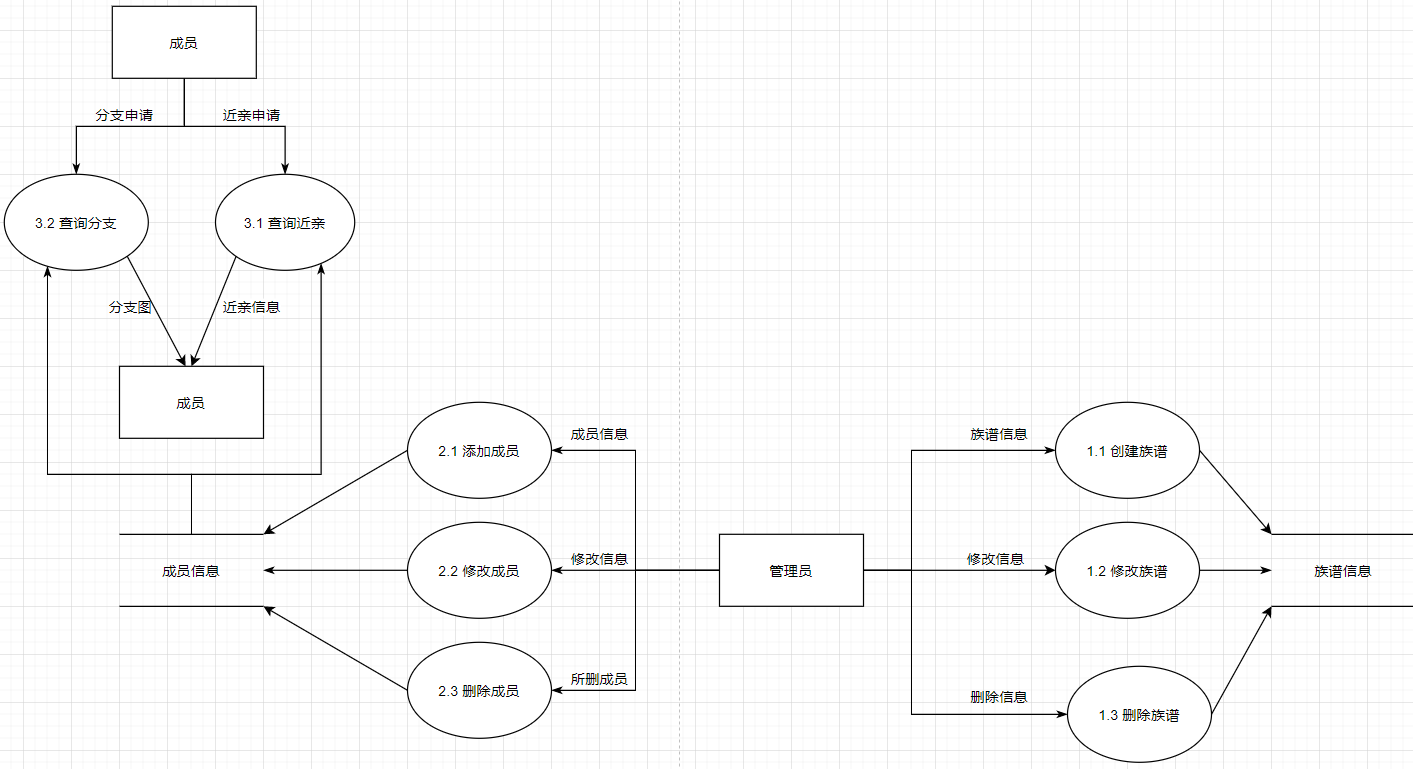 成员
分支申请
近亲申请
3.2 查询分支
3.1 查询近亲
分支图
近亲信息
成员
2.1 添加成员
成员信息
族谱信息
1.1 创建族谱
成员信息
2.2 修改成员
修改信息
管理员
修改信息
1.2 修改族谱
族谱信息
2.3 删除成员
所删成员
删除信息
1.3 删除族谱